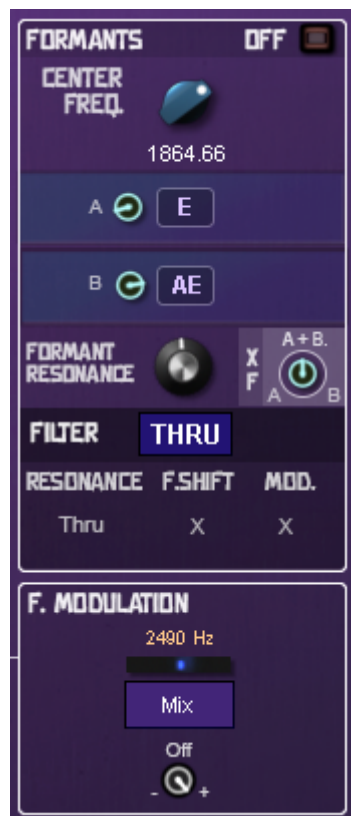 FORMANTS OFF
CENTER
FREQ.
1864.66
A E
B AE
FORMANT
RESONANCE
X
F
A+B.
A B
FILTER THRU
RESONANCE F.SHIFT MOD.
Thru X X
F. MODULATION
2490 Hz
Mix
Off
- +